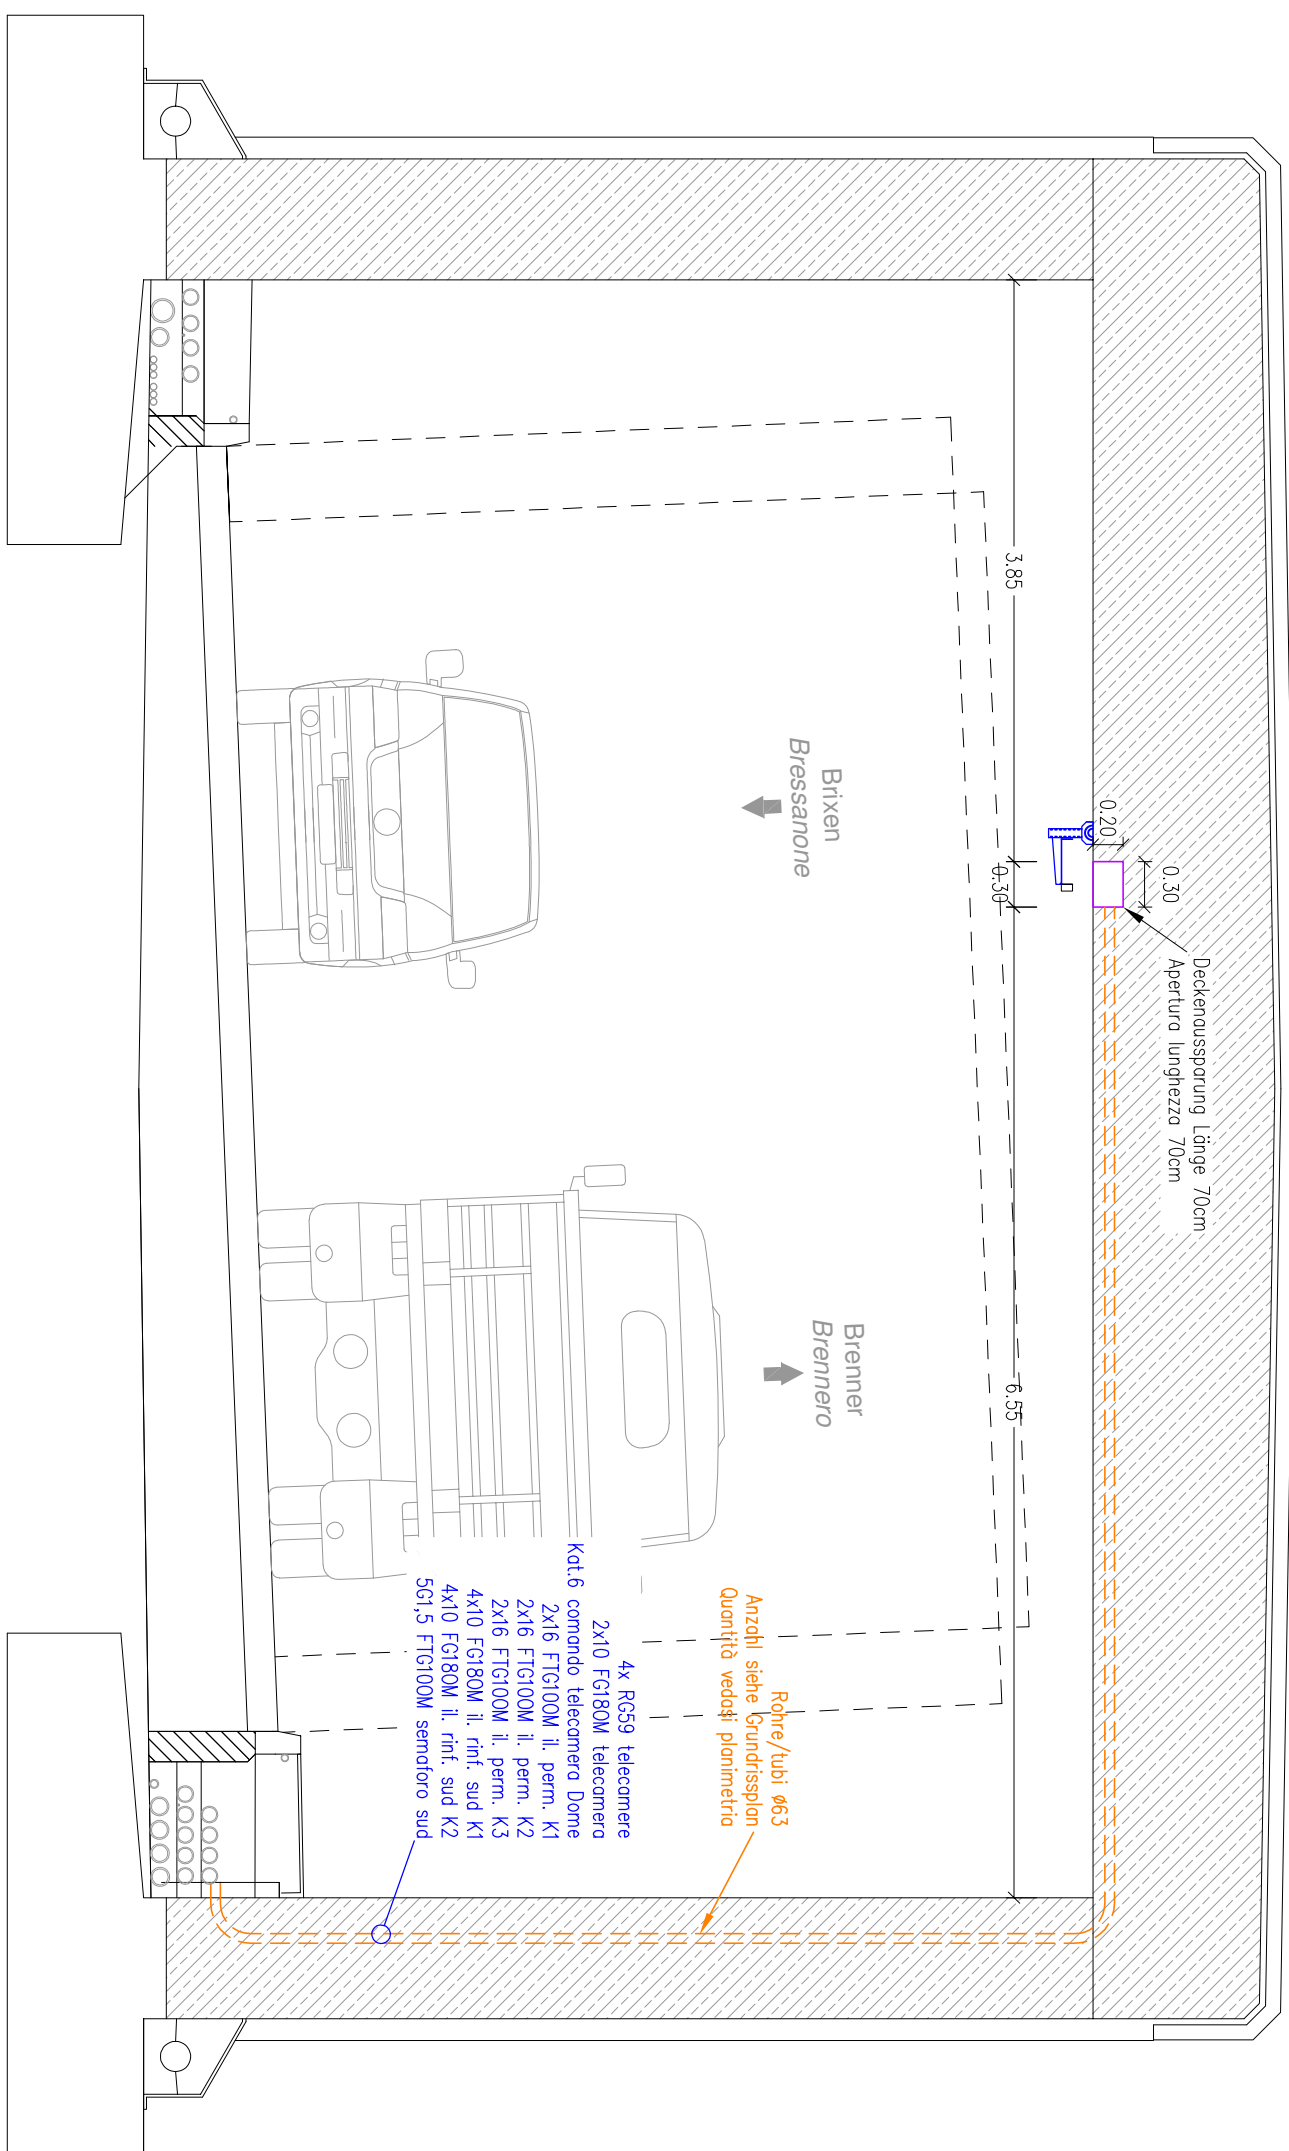 Deckenaussparung Länge 70cm
Apertura lunghezza 70cm
0.30
0.20
3.85
0.30
6.55
Brixen
Bressanone
Brenner
Brennero
Rohre/tubi ø63
Anzahl siehe Grundrissplan
Quantità vedasi planimetria
4x RG59 telecamere
2x10 FG18OM telecamera
Kat.6 comando telecamera Dome
2x16 FTG10OM il. perm. K1
2x16 FTG10OM il. perm. K2
2x16 FTG10OM il. perm. K3
4x10 FG18OM il. rinf. sud K1
4x10 FG18OM il. rinf. sud K2
5G1,5 FTG10OM semaforo sud